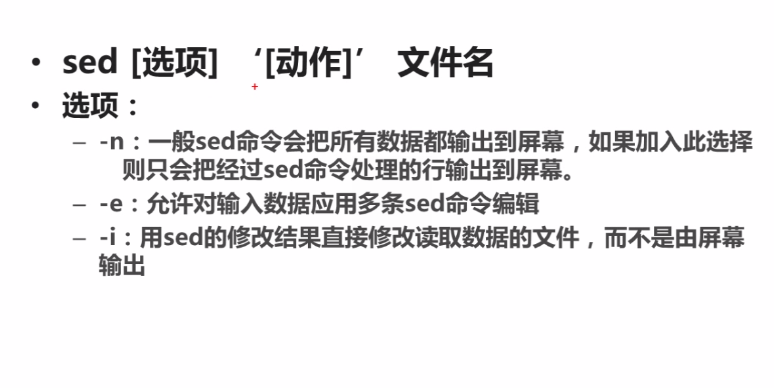 • sed [选项] ‘[动作]’ 文件名
• 选项：
– -n：一般sed命令会把所有数据都输出到屏幕，如果加入此选择
则只会把经过sed命令处理的行输出到屏幕。
– -e：允许对输入数据应用多条sed命令编辑
– -i：用sed的修改结果直接修改读取数据的文件，而不是由屏幕
输出